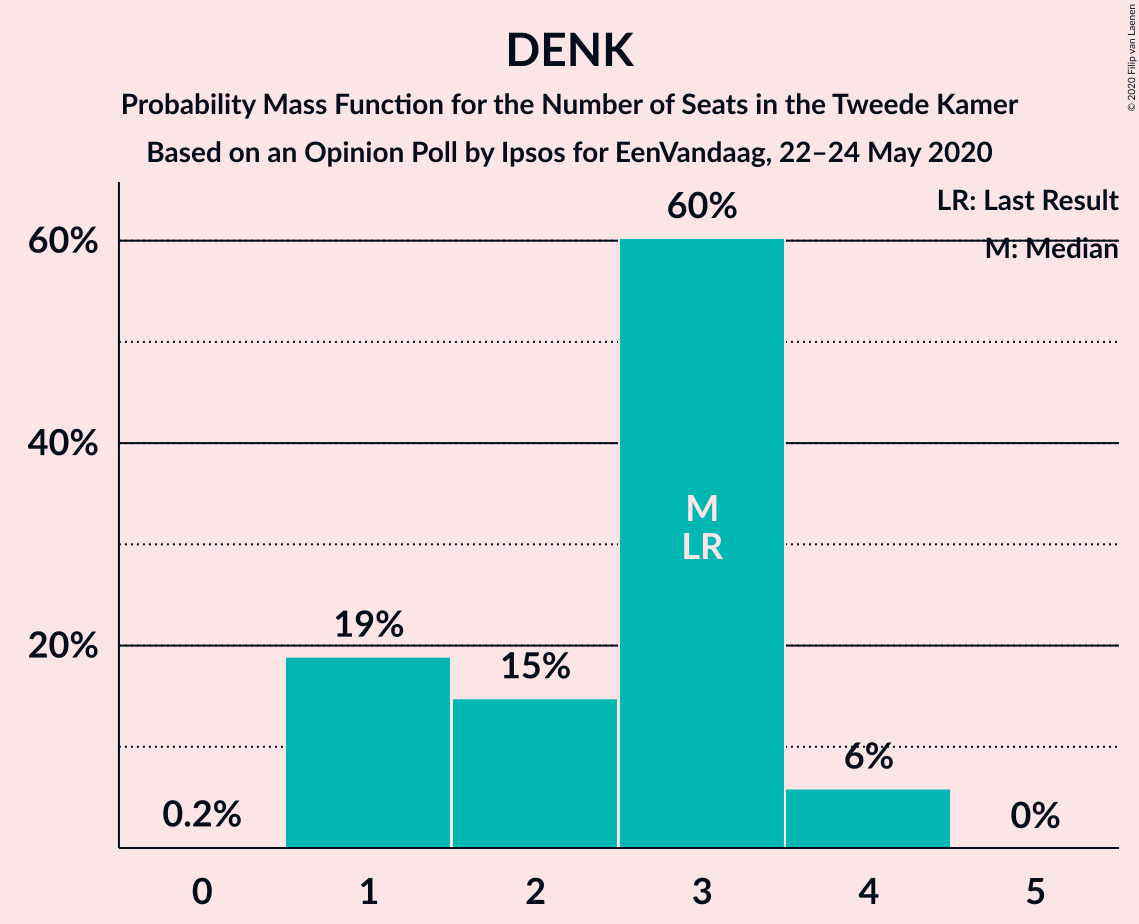 DENK
Probability Mass Function for the Number of Seats in the Tweede Kamer
Based on an Opinion Poll by Ipsos for EenVandaag, 22–24 May 2020
© 2020 Filip van Laenen
LR: Last Result
M: Median
60%
40%
20%
0.2%
19%
15%
60%
M
LR
6%
0%
0 1 2 3 4 5